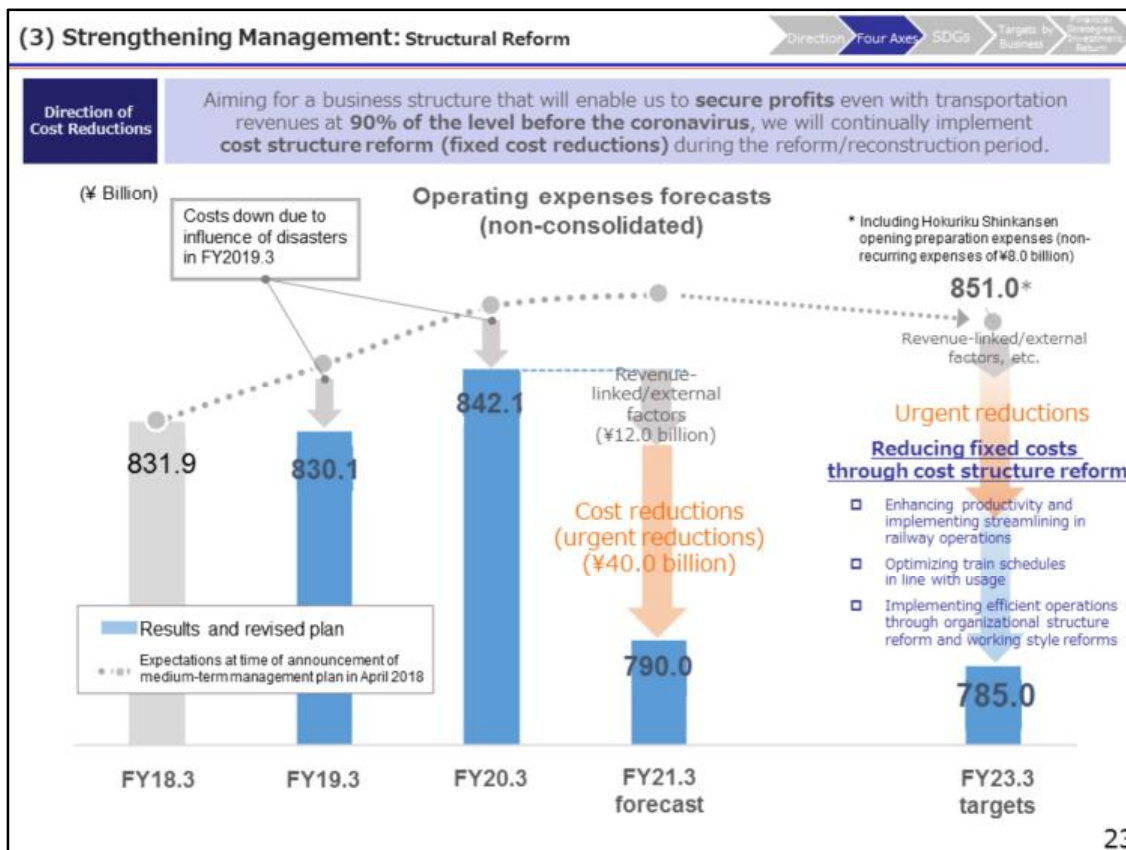 (3) Strengthening Management: Structural Reform
Direction
Four Axes
SDGs
Targets by
Business
Financial
Strategies,
Investment,
Return
Direction of
Cost Reductions
Aiming for a business structure that will enable us to secure profits even with transportation
revenues at 90% of the level before the coronavirus, we will continually implement
cost structure reform (fixed cost reductions) during the reform/reconstruction period.
(¥ Billion)
Operating expenses forecasts
(non-consolidated)
Costs down due to
influence of disasters
in FY2019.3
* Including Hokuriku Shinkansen
opening preparation expenses (non-
recurring expenses of ¥8.0 billion)
851.0*
Revenue-linked/external
factors, etc.
Revenue-
linked/external
factors
(¥12.0 billion)
831.9
830.1
842.1
Urgent reductions
Reducing fixed costs
through cost structure reform
Enhancing productivity and
implementing streamlining in
railway operations
Optimizing train schedules
in line with usage
Implementing efficient operations
through organizational structure
reform and working style reforms
Cost reductions
(urgent reductions)
(¥40.0 billion)
Results and revised plan
Expectations at time of announcement of
medium-term management plan in April 2018
790.0
785.0
FY18.3
FY19.3
FY20.3
FY21.3
forecast
FY23.3
targets
23